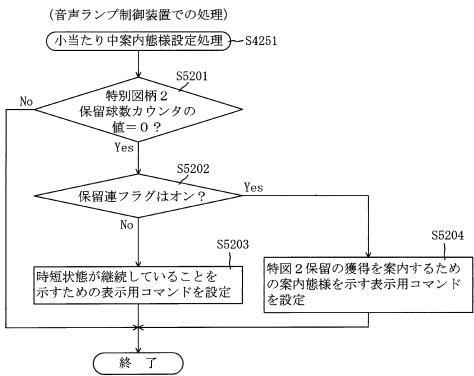 (音声ランプ制御装置での処理)
小当たり中案内態様設定処理
S4251
S5201
特別図柄2
保留球数カウンタの
値=0?
No
Yes
S5202
保留連フラグはオン?
Yes
No
S5203
時短状態が継続していることを
示すための表示用コマンドを設定
S5204
特図2保留の獲得を案内するため
の案内態様を示す表示用コマンド
を設定
終了